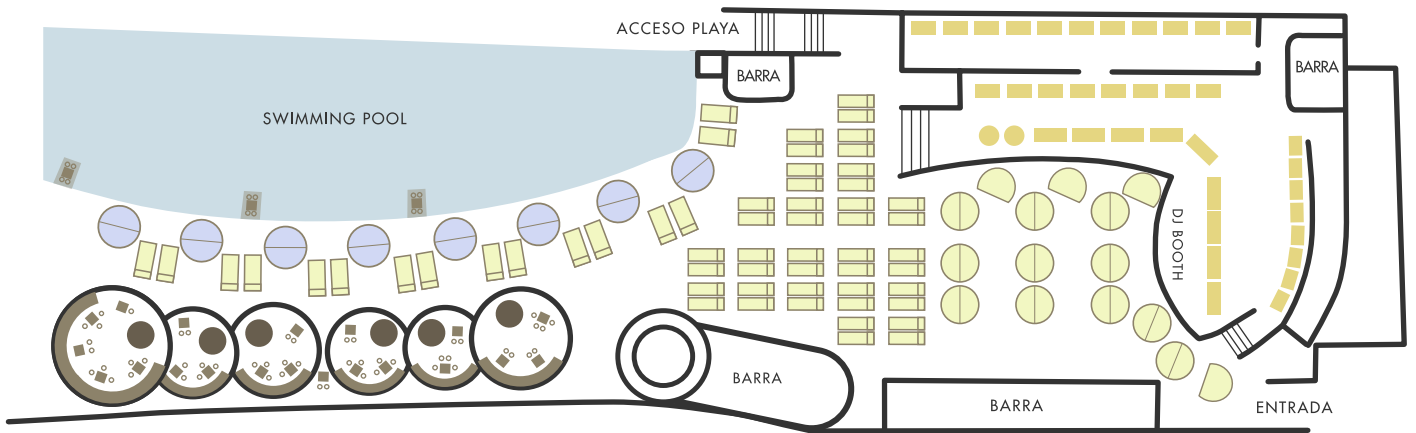 ACCESO PLAYA
BARRA
BARRA
SWIMMING POOL
DJ BOOTH
BARRA
BARRA
ENTRADA